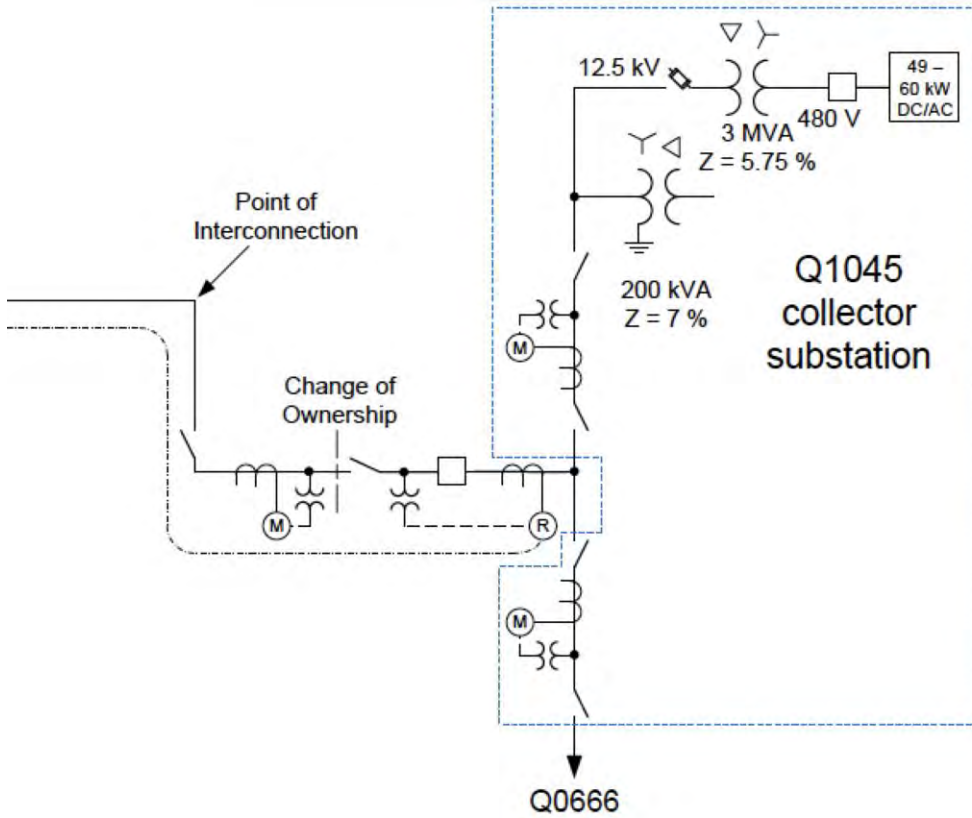 12.5 kV
49 –
60 kW
DC/AC
480 V
3 MVA
Z = 5.75 %
Point of
Interconnection
200 kVA
Z = 7 %
Q1045
collector
substation
M
Change of
Ownership
M
R
M
Q0666